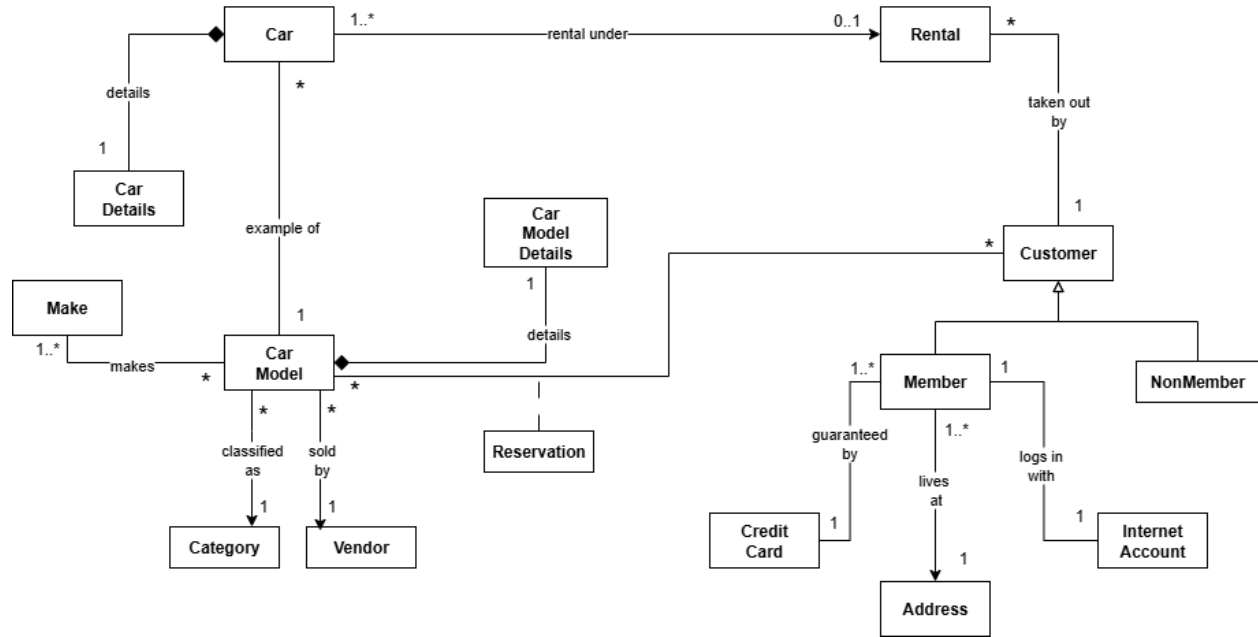 1..*
0..1
Car
rental under
Rental
*
*
details
taken out
by
1
Car
Details
Car
Model
Details
1
example of
*
Customer
1
Make
1
details
1..*
makes
*
Car
Model
*
1..*
Member
1
NonMember
*
*
1..*
guaranteed
by
classified
as
sold
by
Reservation
logs in
with
lives
at
1
1
1
1
Credit
Card
Internet
Account
Category
Vendor
1
Address